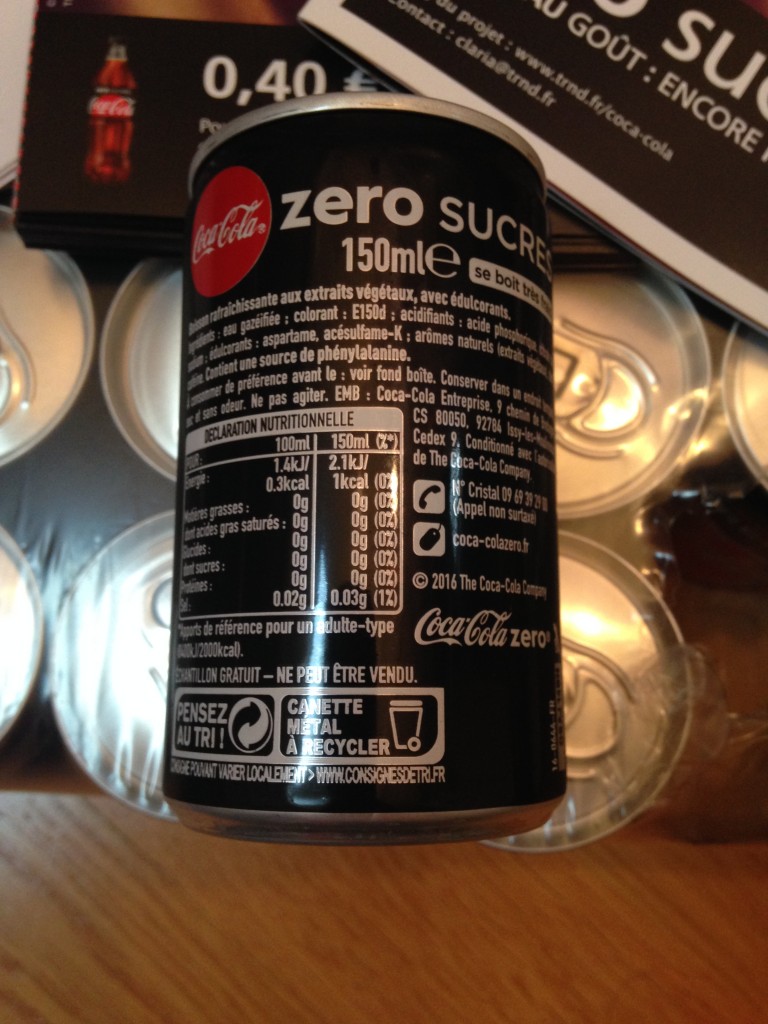 0,40 €
du projet : www.trnd.fr/coca-cola
Contact : claria@trnd.fr
AU GOÛT : ENCORE
Coca-Cola
Coca-Cola
zero SUCRES
150ml e
se boit très
Boisson rafraîchissante aux extraits végétaux, avec édulcorants.
Ingrédients : eau gazéifiée ; colorant : E150d ; acidifiants : acide phosphorique,
édulcorants : aspartame, acésulfame-K ; arômes naturels (extraits végétaux
caféine. Contient une source de phénylalanine.
À consommer de préférence avant le : voir fond boîte. Conserver dans un endroit
sec et sans odeur. Ne pas agiter. EMB : Coca-Cola Entreprise, 9 chemin de
CS 80050, 92784 Issy-les-Moulineaux
Cedex 9. Conditionné avec
de The Coca-Cola Company.
DECLARATION NUTRITIONNELLE
100ml 150ml (%*)
POUR :
Énergie : 1.4kJ/ 2.1kJ/
0.3kcal 1kcal (0%)
Matières grasses : 0g 0g (0%)
dont acides gras saturés : 0g 0g (0%)
Glucides : 0g 0g (0%)
dont sucres : 0g 0g (0%)
Protéines : 0g 0g (0%)
Sel : 0.02g 0.03g (1%)
*Apports de référence pour un adulte-type
(8400kJ/2000kcal).
N° Cristal 09 69 39 29
(Appel non surtaxé)
coca-colazero.fr
© 2016 The Coca-Cola Company
Coca-Cola zero
ÉCHANTILLON GRATUIT – NE PEUT ÊTRE VENDU.
PENSEZ
AU TRI !
CANETTE
MÉTAL
À RECYCLER
CONSIGNE POUVANT VARIER LOCALEMENT > WWW.CONSIGNESDETRI.FR